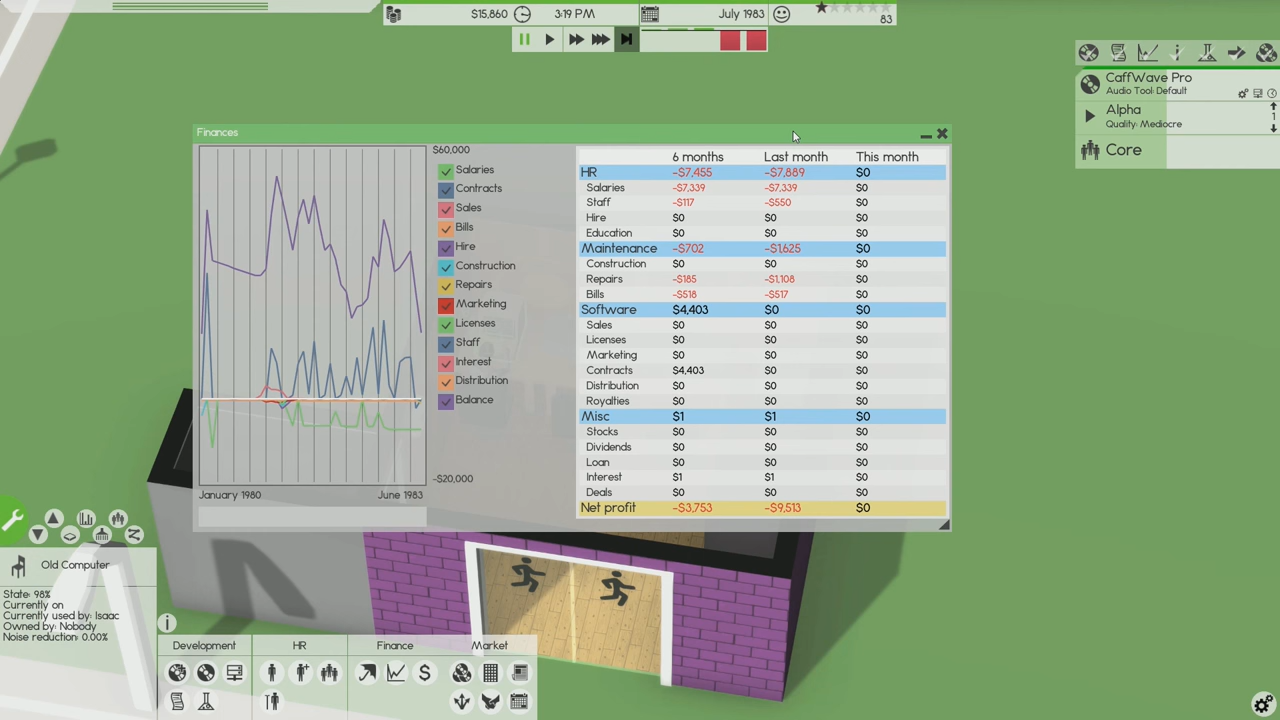 $15,860
3:19 PM
July 1983
83
CaffWave Pro
Audio Tool: Default
Alpha
Quality: Mediocre
1
Core
Finances
$60,000
Salaries
Contracts
Sales
Bills
Hire
Construction
Repairs
Marketing
Licenses
Staff
Interest
Distribution
Balance
-$20,000
January 1980
June 1983
6 months Last month This month
HR -$7,455 -$7,889 $0
Salaries -$7,339 -$7,339 $0
Staff -$117 -$550 $0
Hire $0 $0 $0
Education $0 $0 $0
Maintenance -$702 -$1,625 $0
Construction $0 $0 $0
Repairs -$185 -$1,108 $0
Bills -$518 -$517 $0
Software $4,403 $0 $0
Sales $0 $0 $0
Licenses $0 $0 $0
Marketing $0 $0 $0
Contracts $4,403 $0 $0
Distribution $0 $0 $0
Royalties $0 $0 $0
Misc $1 $1 $0
Stocks $0 $0 $0
Dividends $0 $0 $0
Loan $0 $0 $0
Interest $1 $1 $0
Deals $0 $0 $0
Net profit -$3,753 -$9,513 $0
Old Computer
State: 98%
Currently on
Currently used by: Isaac
Owned by: Nobody
Noise reduction: 0.00%
Development HR Finance Market